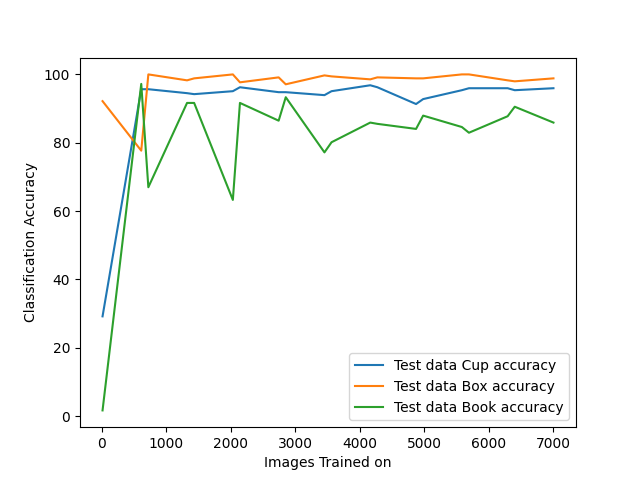 100
80
60
40
20
0
Classification Accuracy
Test data Cup accuracy
Test data Box accuracy
Test data Book accuracy
0 1000 2000 3000 4000 5000 6000 7000
Images Trained on